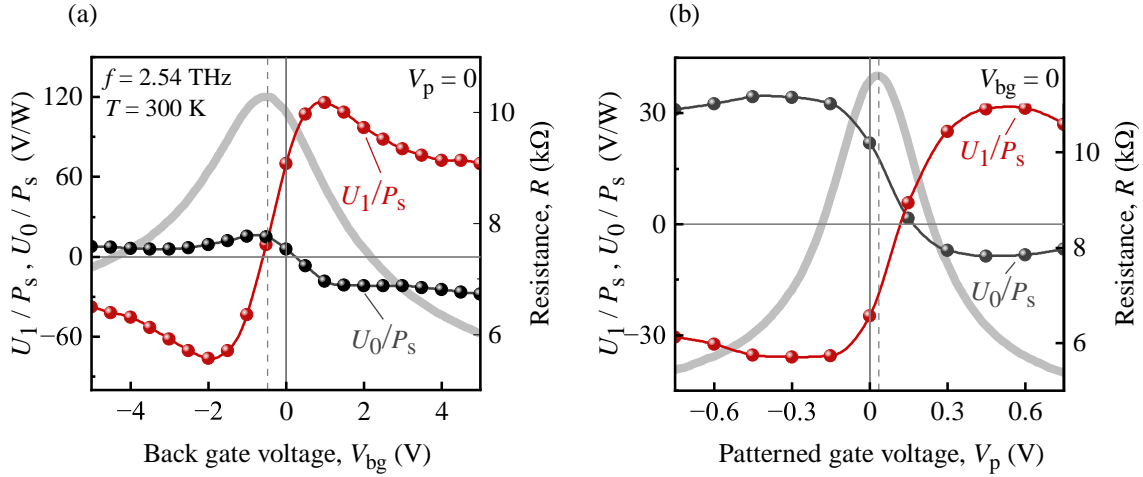 (a)
f = 2.54 THz
T = 300 K
V_p = 0
U_1 / P_s , U_0 / P_s (V/W)
120
60
0
−60
U_1/P_s
U_0/P_s
10
8
6
Resistance, R (kΩ)
−4 −2 0 2 4
Back gate voltage, V_bg (V)
(b)
V_bg = 0
U_1 / P_s , U_0 / P_s (V/W)
30
0
−30
U_1/P_s
U_0/P_s
10
8
6
Resistance, R (kΩ)
−0.6 −0.3 0 0.3 0.6
Patterned gate voltage, V_p (V)